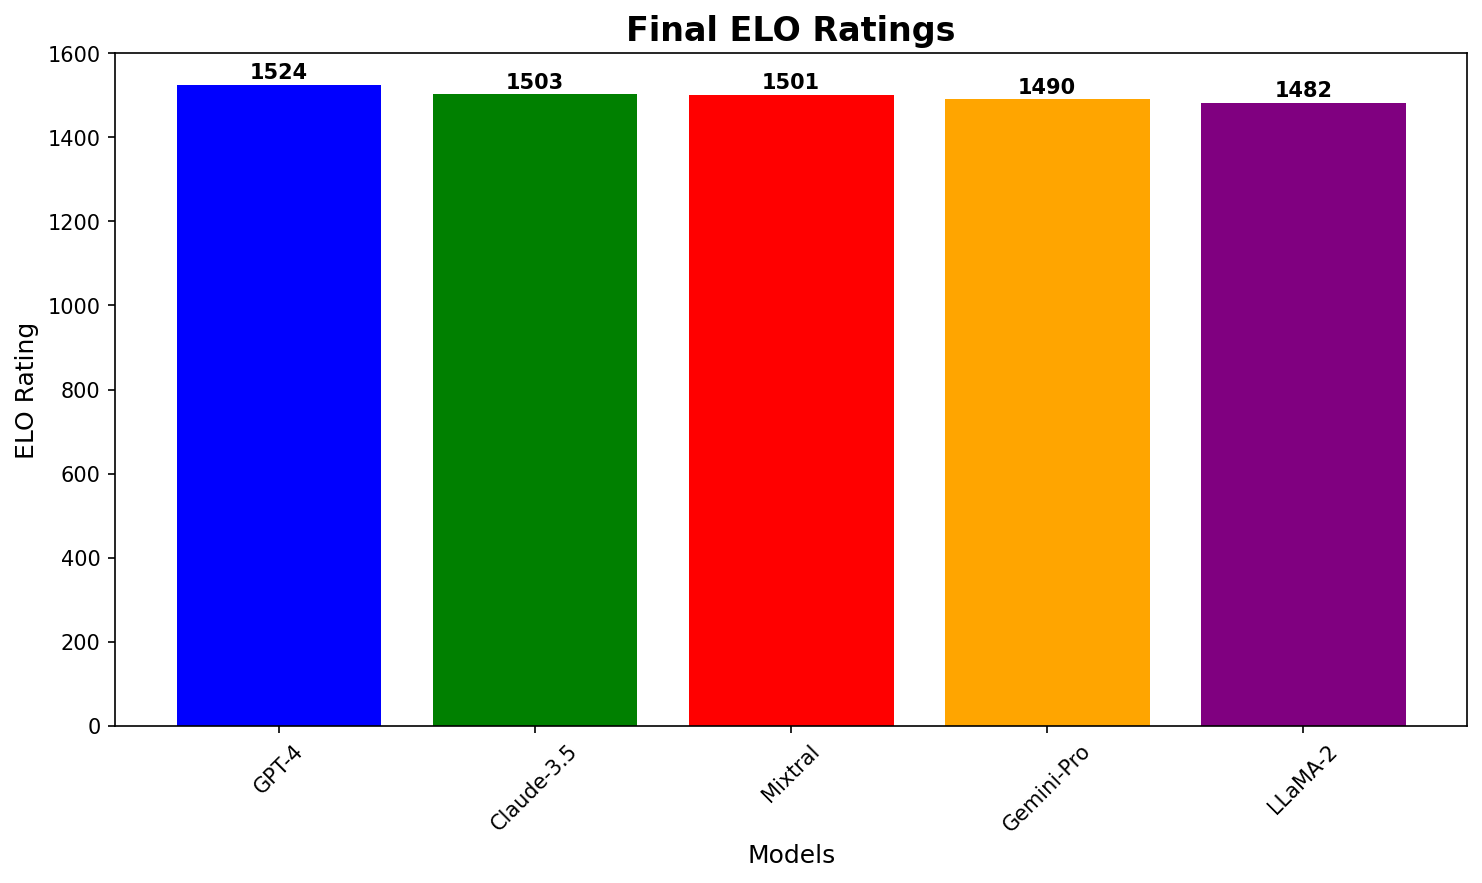 Final ELO Ratings
1600
1400
1200
1000
800
600
400
200
0
ELO Rating
1524
1503
1501
1490
1482
GPT-4
Claude-3.5
Mixtral
Gemini-Pro
LLaMA-2
Models